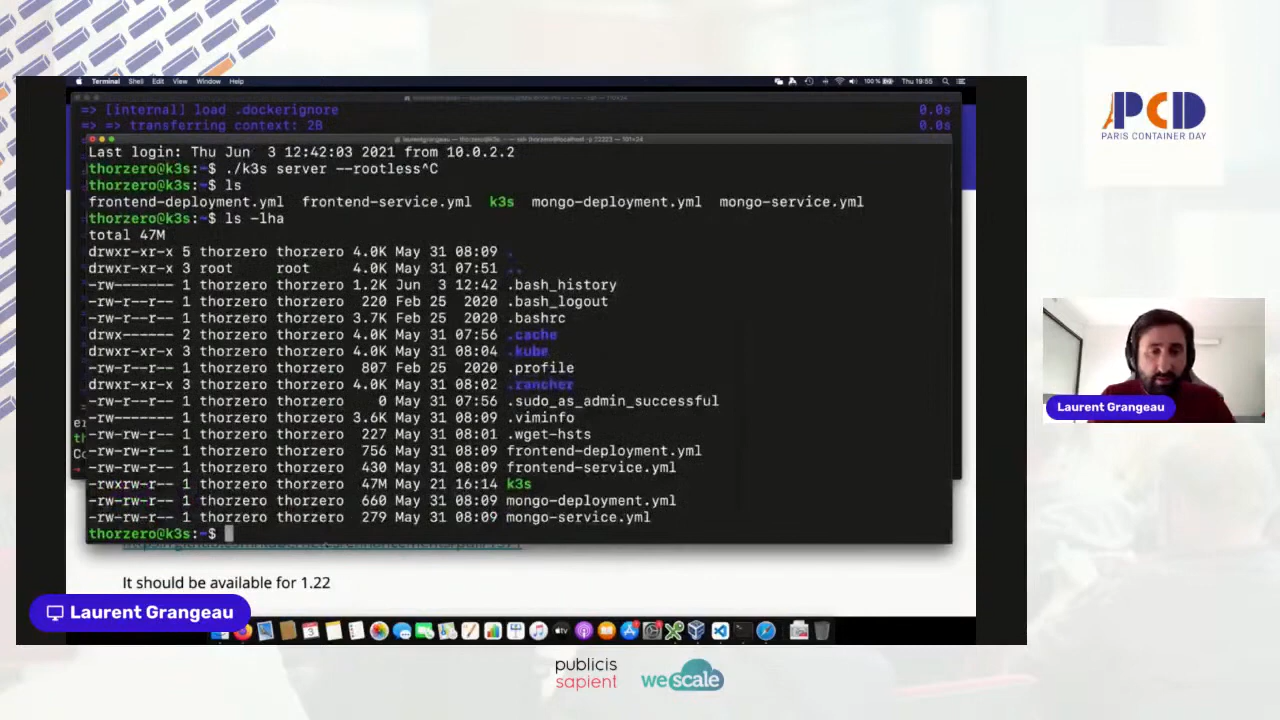 Terminal Shell Edit View Window Help
100% Thu 19:55
=> [internal] load .dockerignore 0.0s
=> => transferring context: 2B 0.0s
Last login: Thu Jun  3 12:42:03 2021 from 10.0.2.2
thorzero@k3s:~$ ./k3s server --rootless^C
thorzero@k3s:~$ ls
frontend-deployment.yml  frontend-service.yml  k3s  mongo-deployment.yml  mongo-service.yml
thorzero@k3s:~$ ls -lha
total 47M
drwxr-xr-x 5 thorzero thorzero 4.0K May 31 08:09 .
drwxr-xr-x 3 root     root     4.0K May 31 07:51 ..
-rw------- 1 thorzero thorzero 1.2K Jun  3 12:42 .bash_history
-rw-r--r-- 1 thorzero thorzero  220 Feb 25  2020 .bash_logout
-rw-r--r-- 1 thorzero thorzero 3.7K Feb 25  2020 .bashrc
drwx------ 2 thorzero thorzero 4.0K May 31 07:56 .cache
drwxr-xr-x 3 thorzero thorzero 4.0K May 31 08:04 .kube
-rw-r--r-- 1 thorzero thorzero  807 Feb 25  2020 .profile
drwxr-xr-x 3 thorzero thorzero 4.0K May 31 08:02 .rancher
-rw-r--r-- 1 thorzero thorzero    0 May 31 07:56 .sudo_as_admin_successful
-rw------- 1 thorzero thorzero 3.6K May 31 08:09 .viminfo
-rw-rw-r-- 1 thorzero thorzero  227 May 31 08:01 .wget-hsts
-rw-rw-r-- 1 thorzero thorzero  756 May 31 08:09 frontend-deployment.yml
-rw-rw-r-- 1 thorzero thorzero  430 May 31 08:09 frontend-service.yml
-rwxrw-r-- 1 thorzero thorzero  47M May 21 16:14 k3s
-rw-rw-r-- 1 thorzero thorzero  660 May 31 08:09 mongo-deployment.yml
-rw-rw-r-- 1 thorzero thorzero  279 May 31 08:09 mongo-service.yml
thorzero@k3s:~$
It should be available for 1.22
Laurent Grangeau
PCD
PARIS CONTAINER DAY
Laurent Grangeau
publicis
sapient
wescale